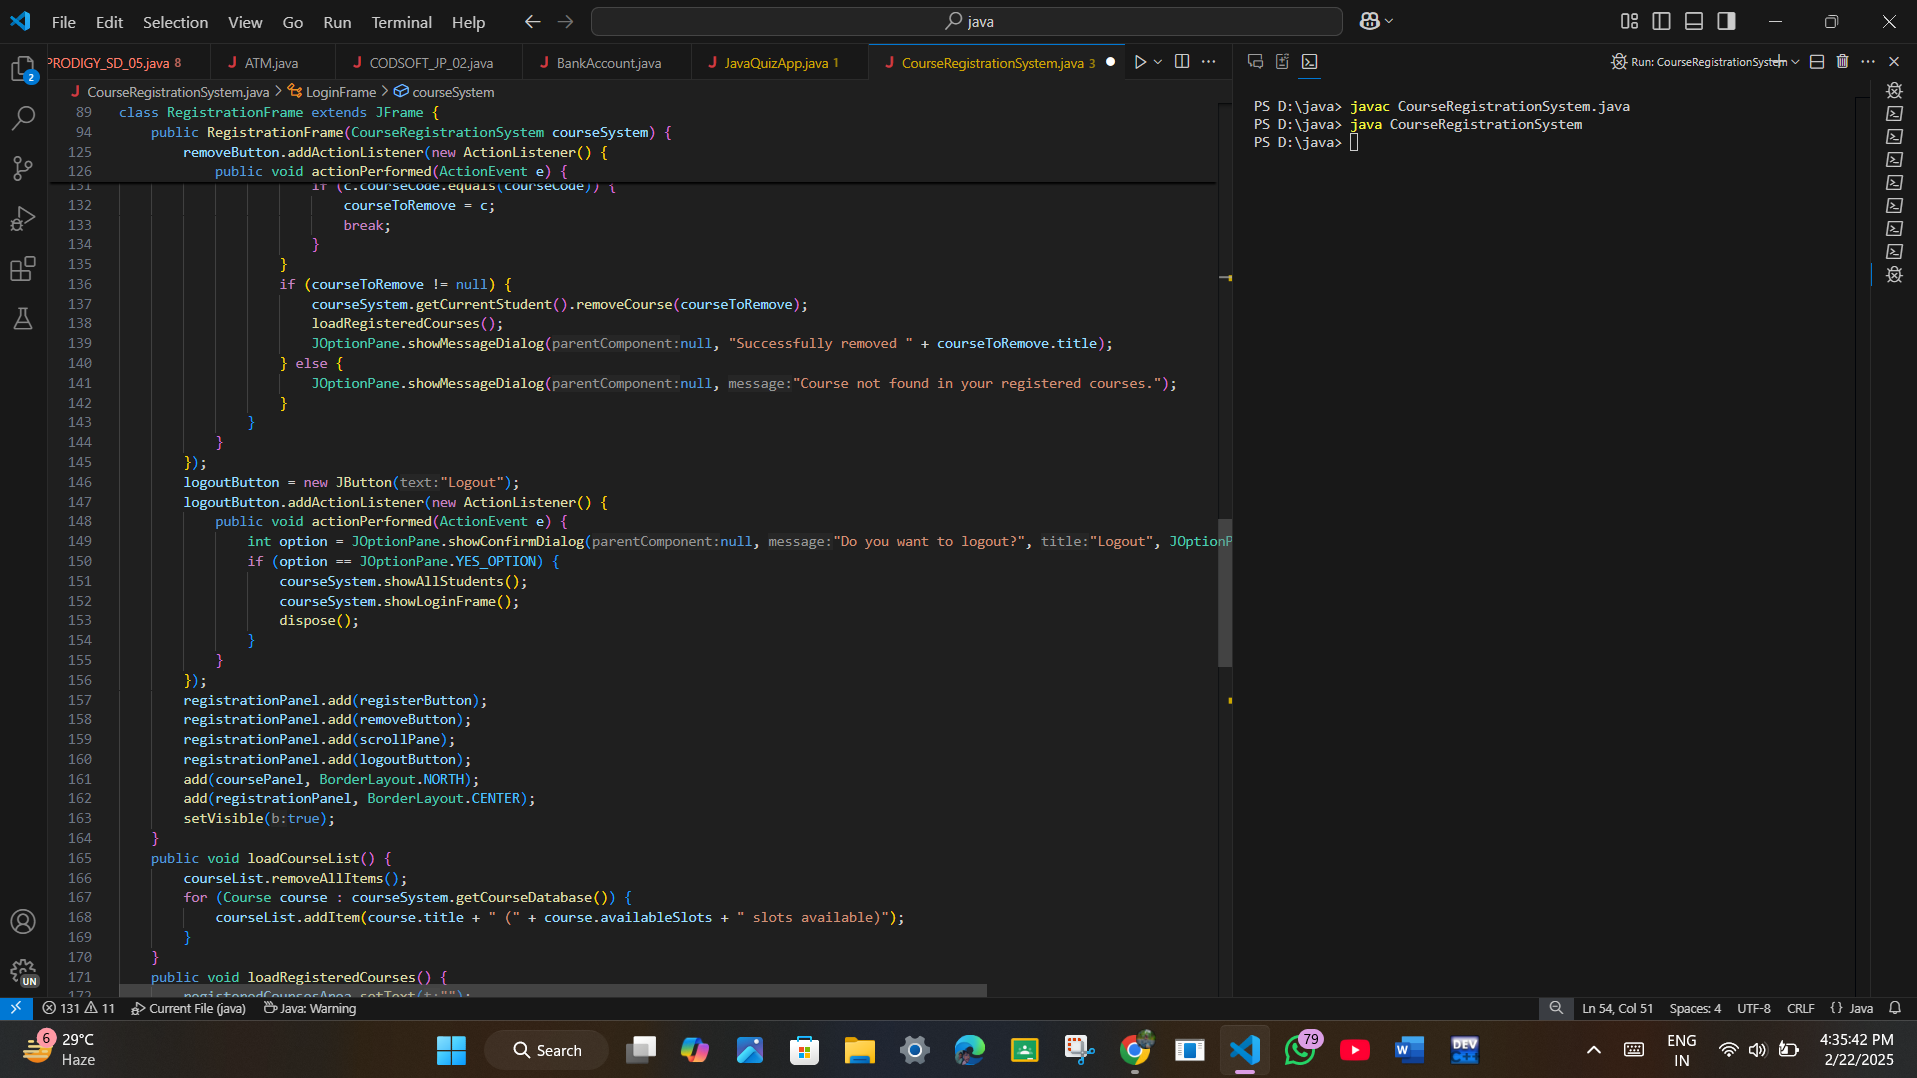 File Edit Selection View Go Run Terminal Help
java
PRODIGY_SD_05.java 8
ATM.java
CODSOFT_JP_02.java
BankAccount.java
JavaQuizApp.java 1
CourseRegistrationSystem.java 3
Run: CourseRegistrationSystem
CourseRegistrationSystem.java > LoginFrame > courseSystem
89 class RegistrationFrame extends JFrame {
94 public RegistrationFrame(CourseRegistrationSystem courseSystem) {
125 removeButton.addActionListener(new ActionListener() {
126 public void actionPerformed(ActionEvent e) {
131 if (c.courseCode.equals(courseCode)) {
132 courseToRemove = c;
133 break;
134 }
135 }
136 if (courseToRemove != null) {
137 courseSystem.getCurrentStudent().removeCourse(courseToRemove);
138 loadRegisteredCourses();
139 JOptionPane.showMessageDialog(parentComponent:null, "Successfully removed " + courseToRemove.title);
140 } else {
141 JOptionPane.showMessageDialog(parentComponent:null, message:"Course not found in your registered courses.");
142 }
143 }
144 }
145 });
146 logoutButton = new JButton(text:"Logout");
147 logoutButton.addActionListener(new ActionListener() {
148 public void actionPerformed(ActionEvent e) {
149 int option = JOptionPane.showConfirmDialog(parentComponent:null, message:"Do you want to logout?", title:"Logout", JOptionP
150 if (option == JOptionPane.YES_OPTION) {
151 courseSystem.showAllStudents();
152 courseSystem.showLoginFrame();
153 dispose();
154 }
155 }
156 });
157 registrationPanel.add(registerButton);
158 registrationPanel.add(removeButton);
159 registrationPanel.add(scrollPane);
160 registrationPanel.add(logoutButton);
161 add(coursePanel, BorderLayout.NORTH);
162 add(registrationPanel, BorderLayout.CENTER);
163 setVisible(b:true);
164 }
165 public void loadCourseList() {
166 courseList.removeAllItems();
167 for (Course course : courseSystem.getCourseDatabase()) {
168 courseList.addItem(course.title + " (" + course.availableSlots + " slots available)");
169 }
170 }
171 public void loadRegisteredCourses() {
172 registeredCoursesArea.setText(t:"");
PS D:\java> javac CourseRegistrationSystem.java
PS D:\java> java CourseRegistrationSystem
PS D:\java>
2
UN
131 11 Current File (java) Java: Warning
Ln 54, Col 51 Spaces: 4 UTF-8 CRLF {} Java
6
29°C
Haze
Search
79
W
DEV
ENG
IN
4:35:42 PM
2/22/2025